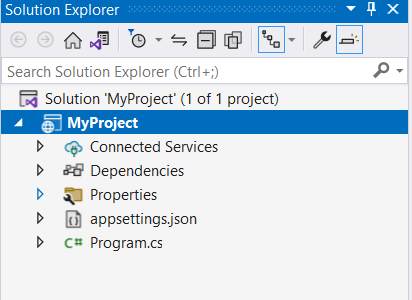 Solution Explorer
Search Solution Explorer (Ctrl+;)
Solution 'MyProject' (1 of 1 project)
MyProject
Connected Services
Dependencies
Properties
appsettings.json
C# Program.cs